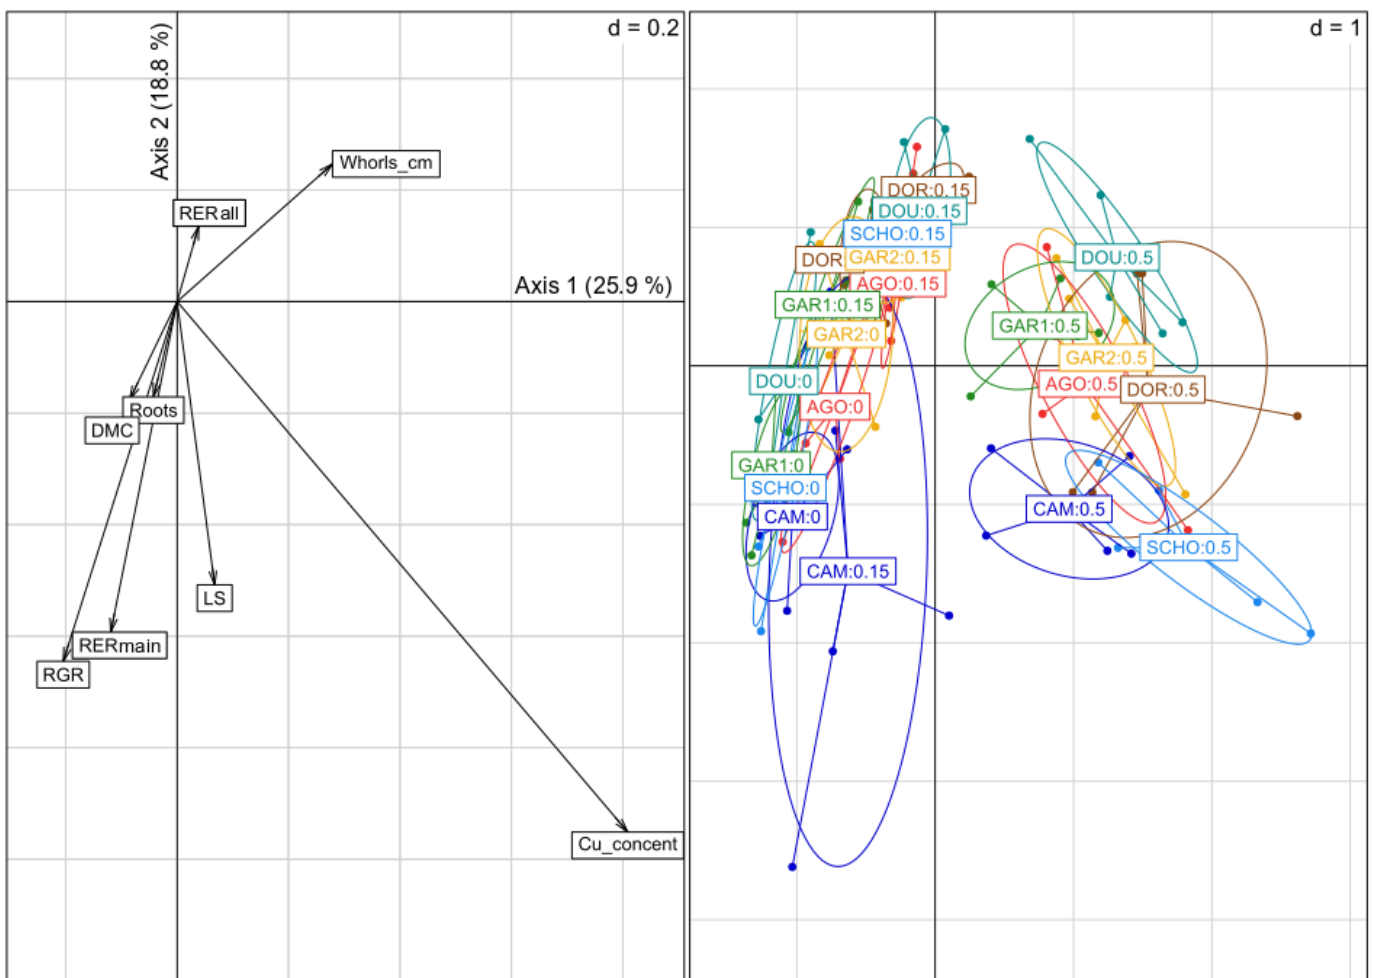 d = 0.2
Axis 2 (18.8 %)
Whorls_cm
RERall
Axis 1 (25.9 %)
Roots
DMC
LS
RERmain
RGR
Cu_concent
d = 1
DOR:0.15
DOU:0.15
SCHO:0.15
DOR
GAR2:0.15
AGO:0.15
GAR1:0.15
GAR2:0
DOU:0
AGO:0
GAR1:0
SCHO:0
CAM:0
CAM:0.15
DOU:0.5
GAR1:0.5
GAR2:0.5
AGO:0.5
DOR:0.5
CAM:0.5
SCHO:0.5